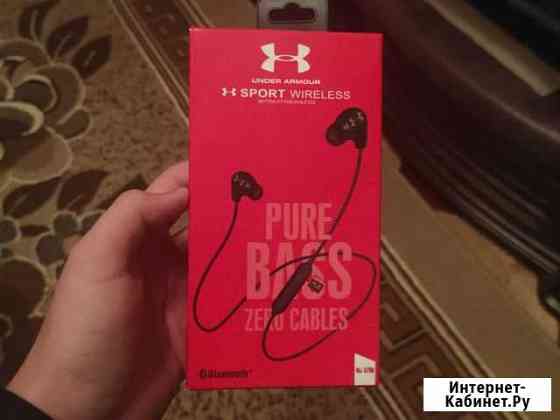 UNDER ARMOUR
SPORT WIRELESS
PURE
BASS
ZERO CABLES
Bluetooth
Интернет-
Кабинет.Ру